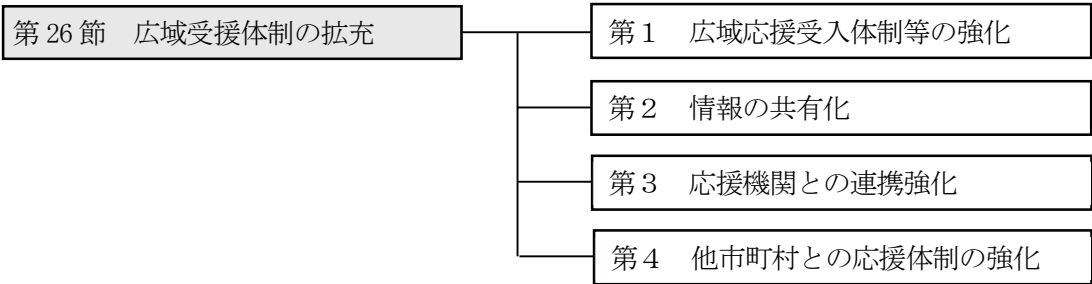 第 26 節　広域受援体制の拡充
第１　広域応援受入体制等の強化
第２　情報の共有化
第３　応援機関との連携強化
第４　他市町村との応援体制の強化